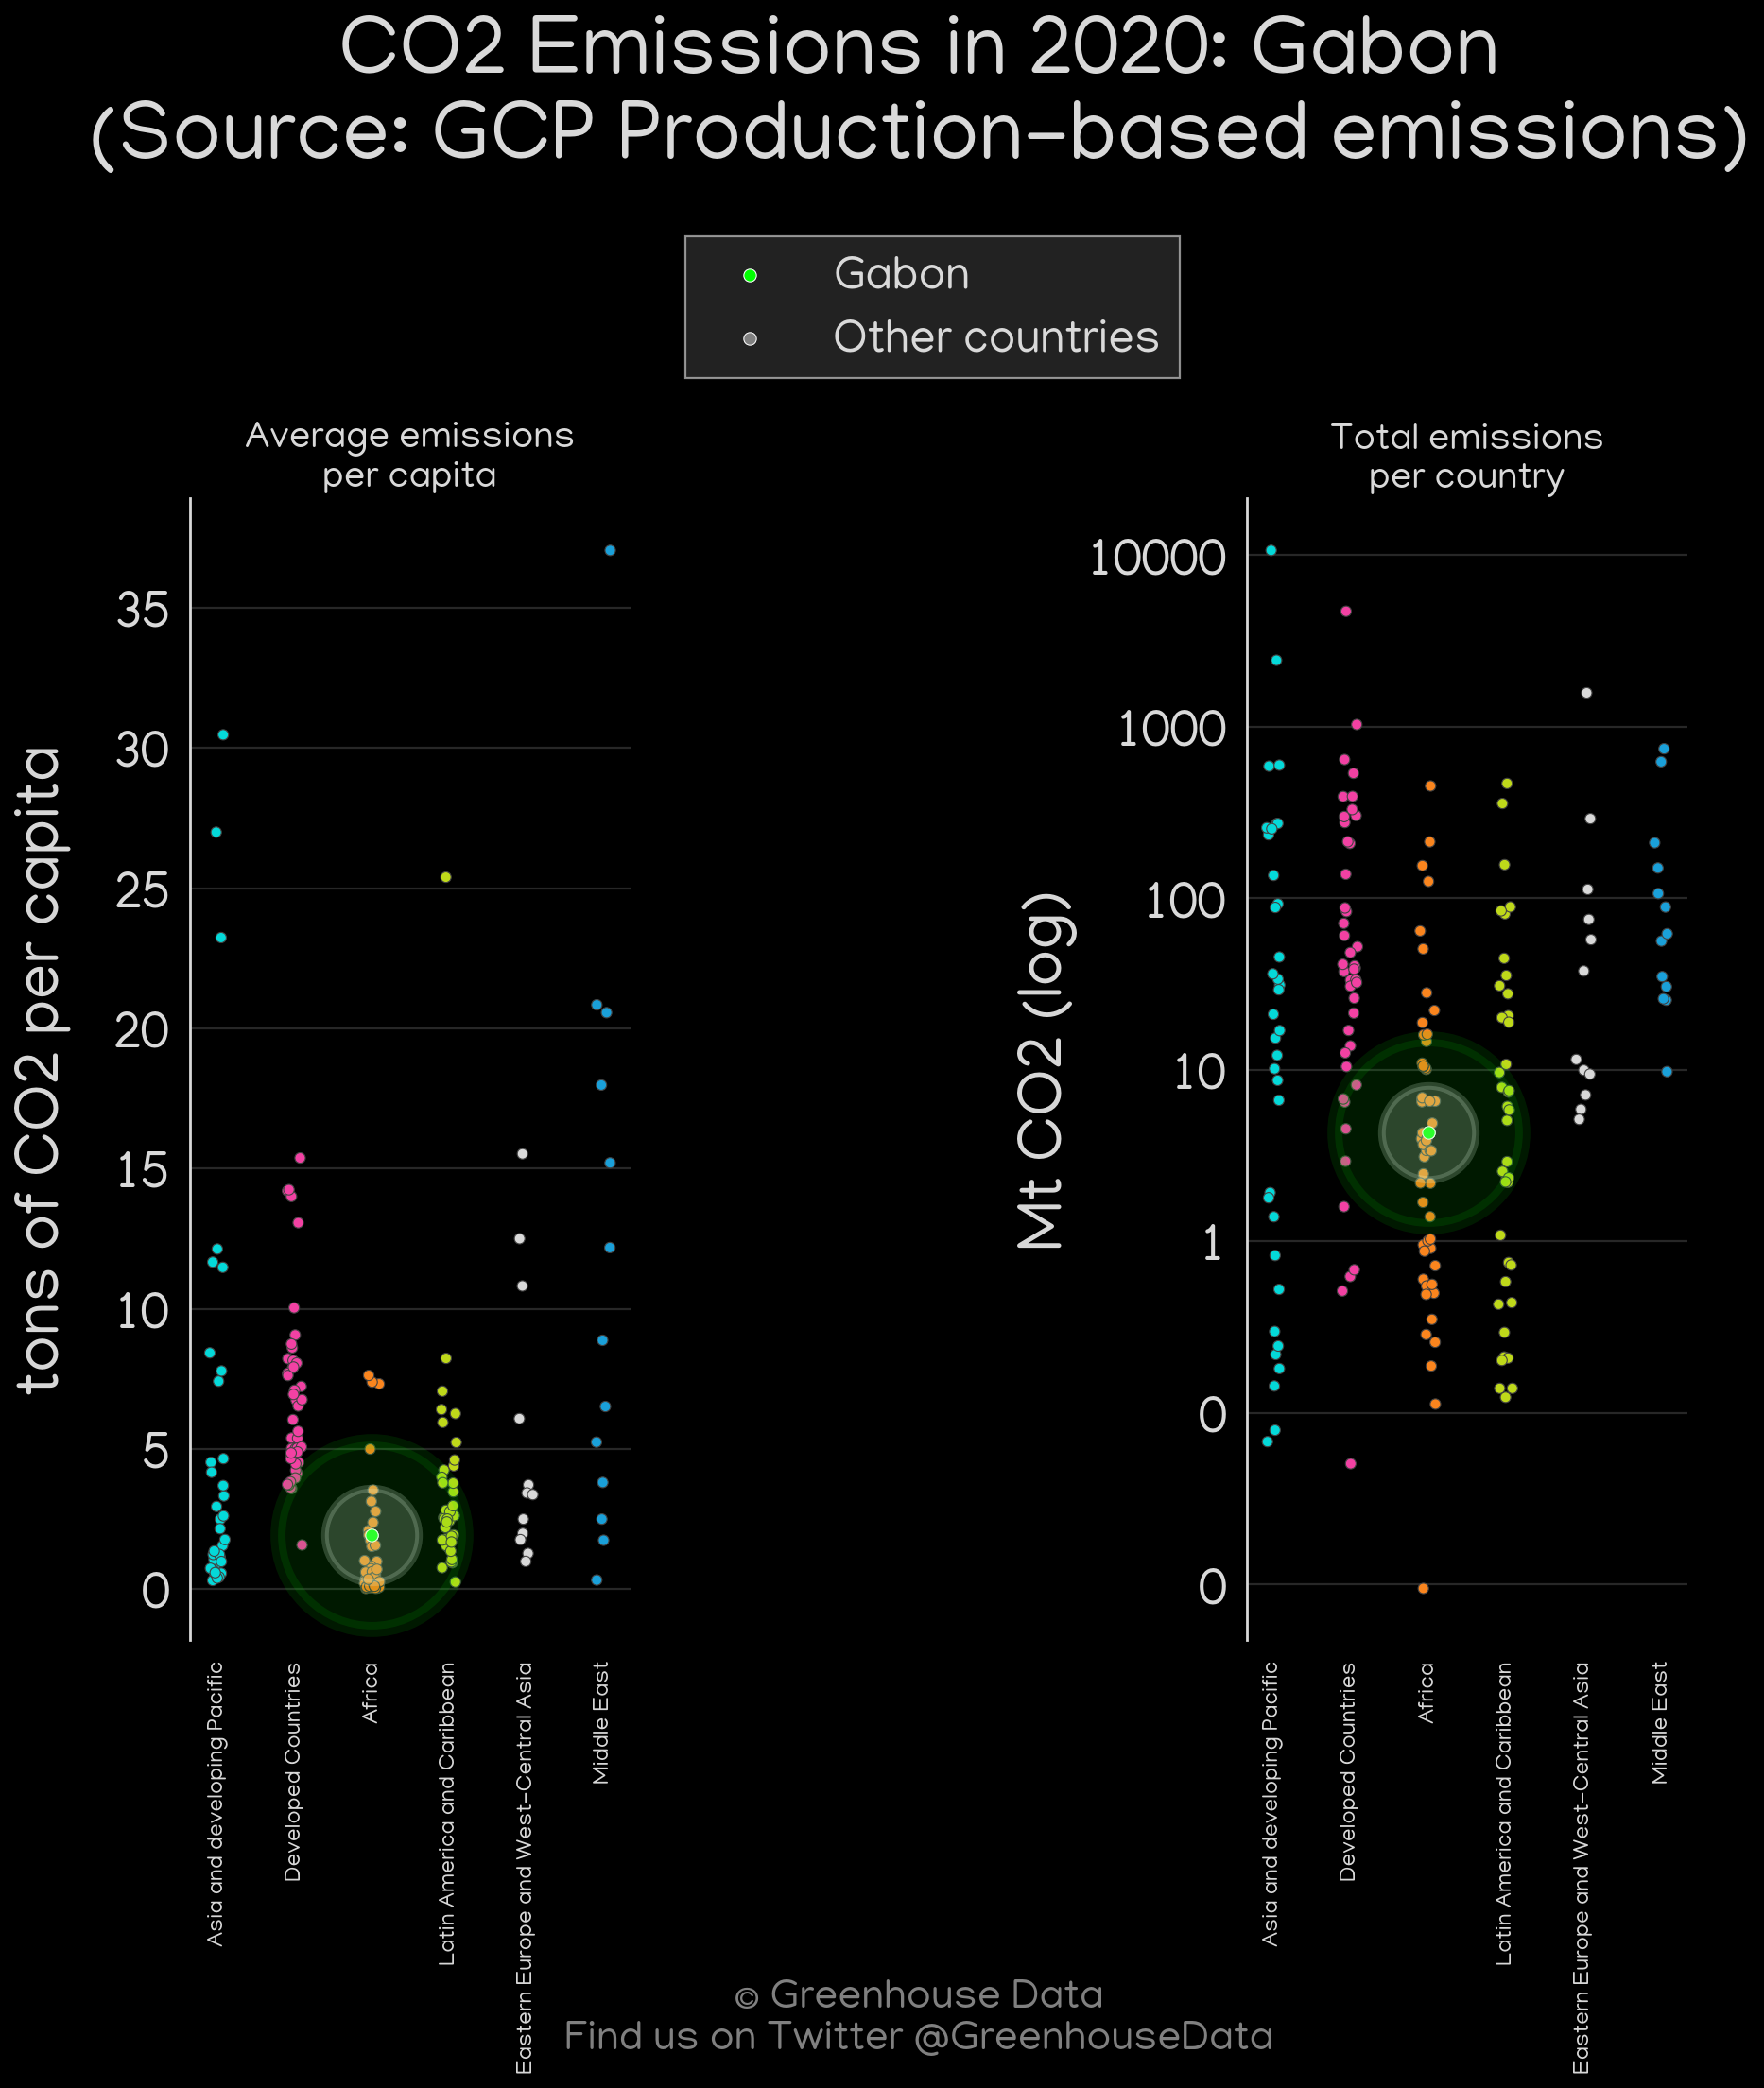 CO2 Emissions in 2020: Gabon
(Source: GCP Production-based emissions)
Gabon
Other countries
Average emissions
per capita
tons of CO2 per capita
35
30
25
20
15
10
5
0
Asia and developing Pacific
Developed Countries
Africa
Latin America and Caribbean
Eastern Europe and West-Central Asia
Middle East
Total emissions
per country
Mt CO2 (log)
10000
1000
100
10
1
0
0
Asia and developing Pacific
Developed Countries
Africa
Latin America and Caribbean
Eastern Europe and West-Central Asia
Middle East
© Greenhouse Data
Find us on Twitter @GreenhouseData